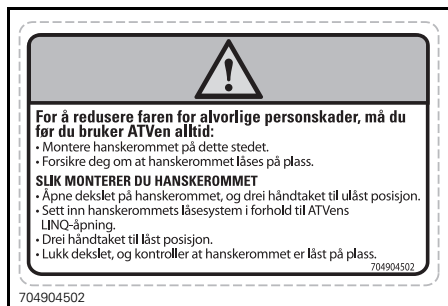 For å redusere faren for alvorlige personskader, må du
før du bruker ATVen alltid:
• Montere hanskerommet på dette stedet.
• Forsikre deg om at hanskerommet låses på plass.
SLIK MONTERER DU HANSKEROMMET
• Åpne dekslet på hanskerommet, og drei håndtaket til ulåst posisjon.
• Sett inn hanskerommets låsesystem i forhold til ATVens
LINQ-åpning.
• Drei håndtaket til låst posisjon.
• Lukk dekslet, og kontroller at hanskerommet er låst på plass.
704904502
704904502